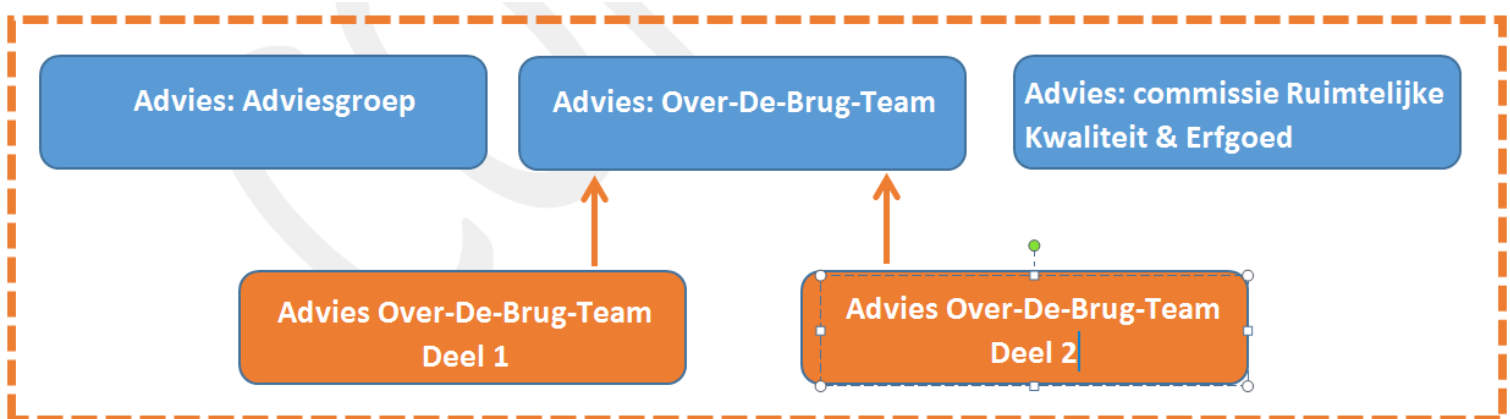 Advies: Adviesgroep
Advies: Over-De-Brug-Team
Advies: commissie Ruimtelijke
Kwaliteit & Erfgoed
Advies Over-De-Brug-Team
Deel 1
Advies Over-De-Brug-Team
Deel 2